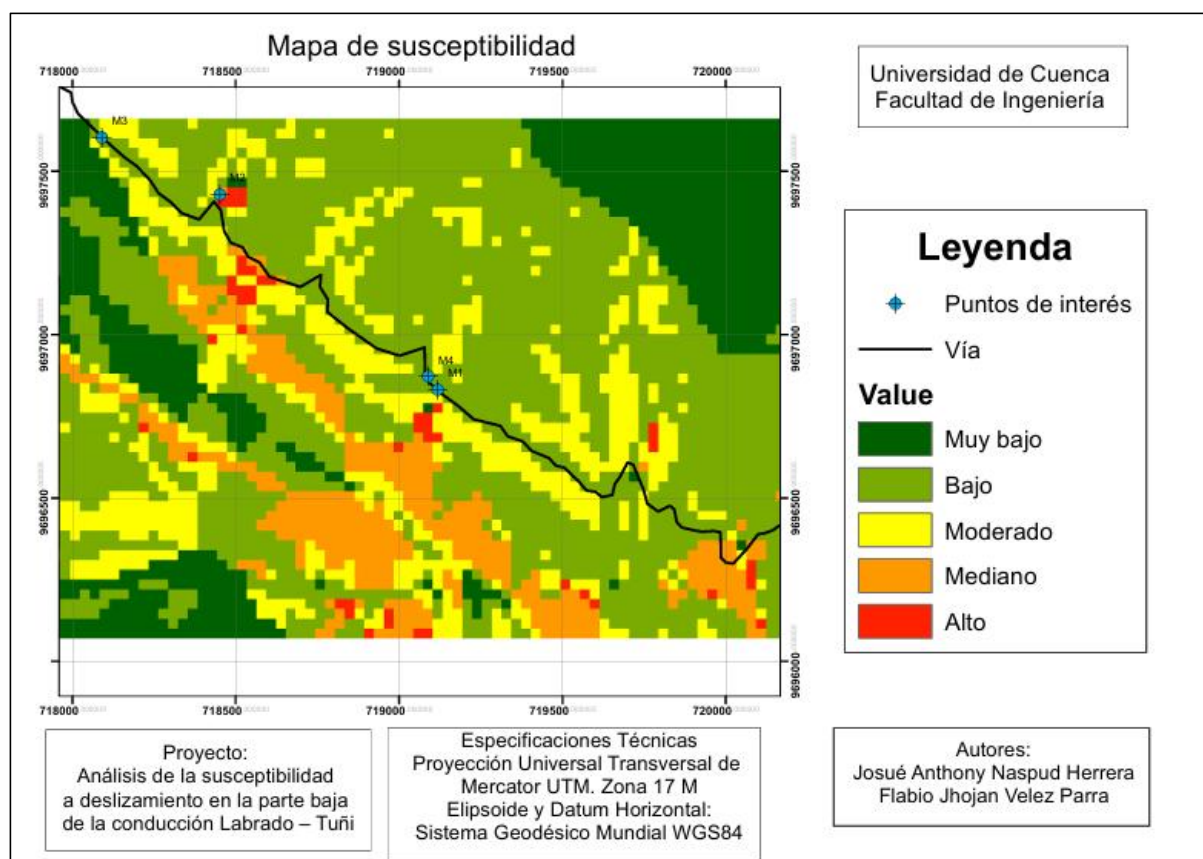 Mapa de susceptibilidad
718000
718500
719000
719500
720000
Universidad de Cuenca
Facultad de Ingeniería
M3
M2
M4
M1
9697500
9697000
9696500
9696000
9697500
9697000
9696500
9696000
Leyenda
Puntos de interés
Vía
Value
Muy bajo
Bajo
Moderado
Mediano
Alto
718000
718500
719000
719500
720000
Proyecto:
Análisis de la susceptibilidad
a deslizamiento en la parte baja
de la conducción Labrado – Tuñi
Especificaciones Técnicas
Proyección Universal Transversal de
Mercator UTM. Zona 17 M
Elipsoide y Datum Horizontal:
Sistema Geodésico Mundial WGS84
Autores:
Josué Anthony Naspud Herrera
Flabio Jhojan Velez Parra